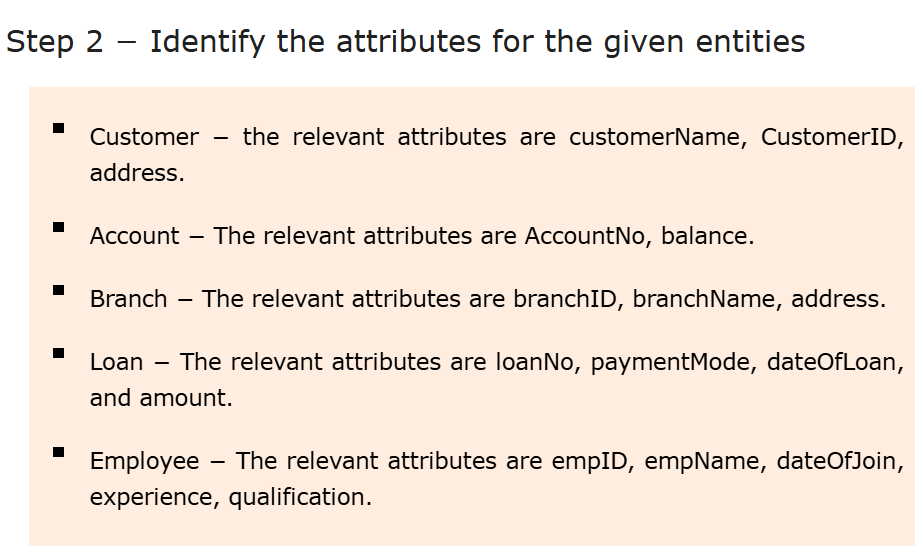 Step 2 − Identify the attributes for the given entities
▪ Customer − the relevant attributes are customerName, CustomerID,
address.
▪ Account − The relevant attributes are AccountNo, balance.
▪ Branch − The relevant attributes are branchID, branchName, address.
▪ Loan − The relevant attributes are loanNo, paymentMode, dateOfLoan,
and amount.
▪ Employee − The relevant attributes are empID, empName, dateOfJoin,
experience, qualification.